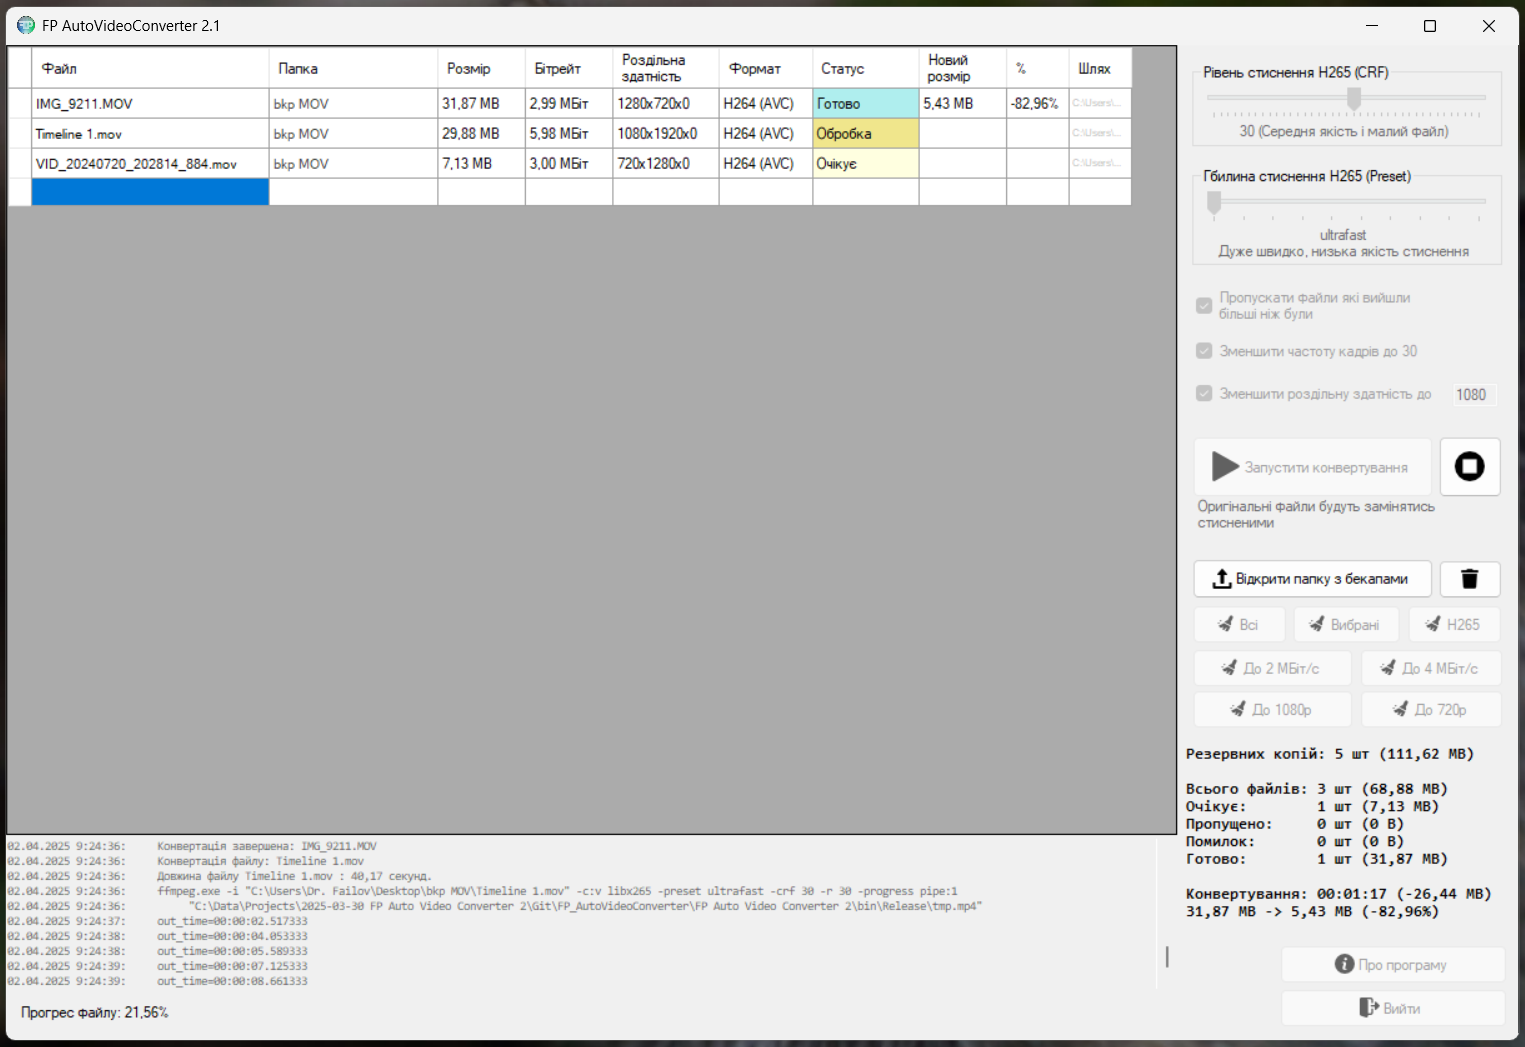 FP AutoVideoConverter 2.1
Файл Папка Розмір Бітрейт Роздільна здатність Формат Статус Новий розмір % Шлях
IMG_9211.MOV bkp MOV 31,87 MB 2,99 МБіт 1280x720x0 H264 (AVC) Готово 5,43 MB -82,96% C:\Users\...
Timeline 1.mov bkp MOV 29,88 MB 5,98 МБіт 1080x1920x0 H264 (AVC) Обробка C:\Users\...
VID_20240720_202814_884.mov bkp MOV 7,13 MB 3,00 МБіт 720x1280x0 H264 (AVC) Очікує C:\Users\...
Рівень стиснення H265 (CRF)
30 (Середня якість і малий файл)
Гбилина стиснення H265 (Preset)
ultrafast
Дуже швидко, низька якість стиснення
Пропускати файли які вийшли
більші ніж були
Зменшити частоту кадрів до 30
Зменшити роздільну здатність до 1080
Запустити конвертування
Оригінальні файли будуть замінятись
стисненими
Відкрити папку з бекапами
Всі Вибрані H265
До 2 МБіт/с До 4 МБіт/с
До 1080p До 720p
Резервних копій: 5 шт (111,62 MB)
Всього файлів: 3 шт (68,88 MB)
Очікує: 1 шт (7,13 MB)
Пропущено: 0 шт (0 B)
Помилок: 0 шт (0 B)
Готово: 1 шт (31,87 MB)
Конвертування: 00:01:17 (-26,44 MB)
31,87 MB -> 5,43 MB (-82,96%)
Про програму
Вийти
02.04.2025 9:24:36: Конвертація завершена: IMG_9211.MOV
02.04.2025 9:24:36: Конвертація файлу: Timeline 1.mov
02.04.2025 9:24:36: Довжина файлу Timeline 1.mov : 40,17 секунд.
02.04.2025 9:24:36: ffmpeg.exe -i "C:\Users\Dr. Failov\Desktop\bkp MOV\Timeline 1.mov" -c:v libx265 -preset ultrafast -crf 30 -r 30 -progress pipe:1
02.04.2025 9:24:36: "C:\Data\Projects\2025-03-30 FP Auto Video Converter 2\Git\FP_AutoVideoConverter\FP Auto Video Converter 2\bin\Release\tmp.mp4"
02.04.2025 9:24:37: out_time=00:00:02.517333
02.04.2025 9:24:38: out_time=00:00:04.053333
02.04.2025 9:24:38: out_time=00:00:05.589333
02.04.2025 9:24:39: out_time=00:00:07.125333
02.04.2025 9:24:39: out_time=00:00:08.661333
Прогрес файлу: 21,56%